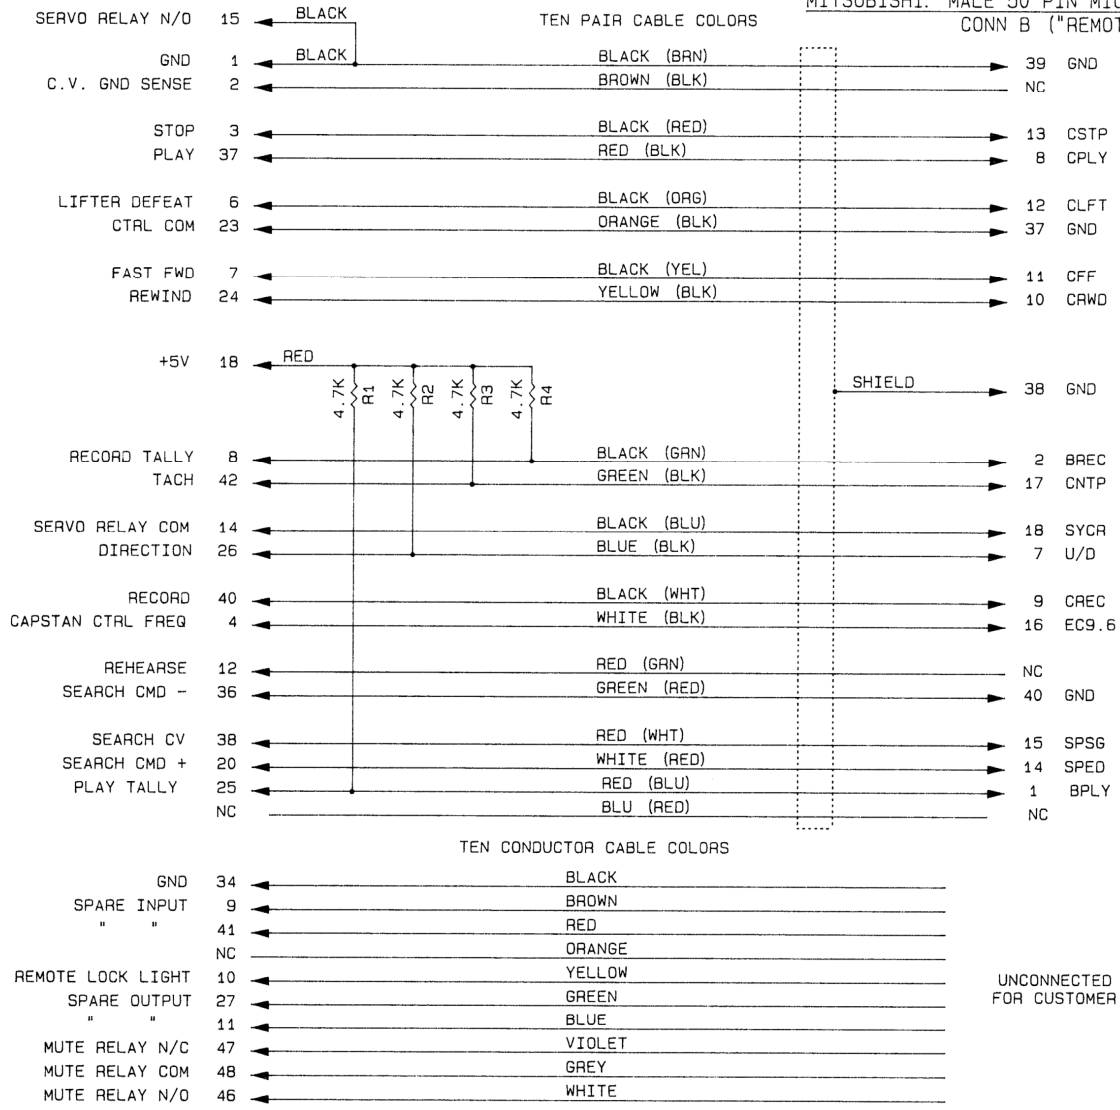 MITSUBISHI: MALE 50 PIN
CONN B ("REMOT
TEN PAIR CABLE COLORS
SERVO RELAY N/O 15 BLACK
GND 1 BLACK BLACK (BRN) 39 GND
C.V. GND SENSE 2 BROWN (BLK) NC
STOP 3 BLACK (RED) 13 CSTP
PLAY 37 RED (BLK) 8 CPLY
LIFTER DEFEAT 6 BLACK (ORG) 12 CLFT
CTRL COM 23 ORANGE (BLK) 37 GND
FAST FWD 7 BLACK (YEL) 11 CFF
REWIND 24 YELLOW (BLK) 10 CRWD
+5V 18 RED
4.7K R1 4.7K R2 4.7K R3 4.7K R4
SHIELD 38 GND
RECORD TALLY 8 BLACK (GRN) 2 BREC
TACH 42 GREEN (BLK) 17 CNTP
SERVO RELAY COM 14 BLACK (BLU) 18 SYCR
DIRECTION 26 BLUE (BLK) 7 U/D
RECORD 40 BLACK (WHT) 9 CREC
CAPSTAN CTRL FREQ 4 WHITE (BLK) 16 EC9.6
REHEARSE 12 RED (GRN) NC
SEARCH CMD - 36 GREEN (RED) 40 GND
SEARCH CV 38 RED (WHT) 15 SPSG
SEARCH CMD + 20 WHITE (RED) 14 SPED
PLAY TALLY 25 RED (BLU) 1 BPLY
NC BLU (RED) NC
TEN CONDUCTOR CABLE COLORS
GND 34 BLACK
SPARE INPUT 9 BROWN
" " 41 RED
NC ORANGE
REMOTE LOCK LIGHT 10 YELLOW
SPARE OUTPUT 27 GREEN
" " 11 BLUE
MUTE RELAY N/C 47 VIOLET
MUTE RELAY COM 48 GREY
MUTE RELAY N/O 46 WHITE
UNCONNECTED
FOR CUSTOMER